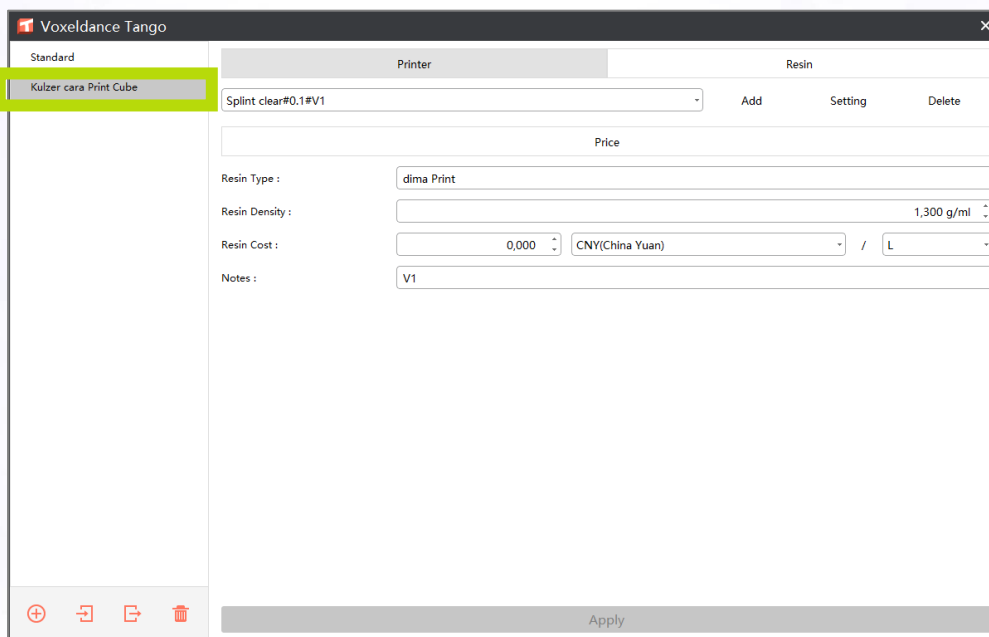 Voxeldance Tango
Standard
Kulzer cara Print Cube
Printer Resin
Splint clear#0.1#V1 Add Setting Delete
Price
Resin Type : dima Print
Resin Density : 1,300 g/ml
Resin Cost : 0,000 CNY(China Yuan) / L
Notes : V1
Apply